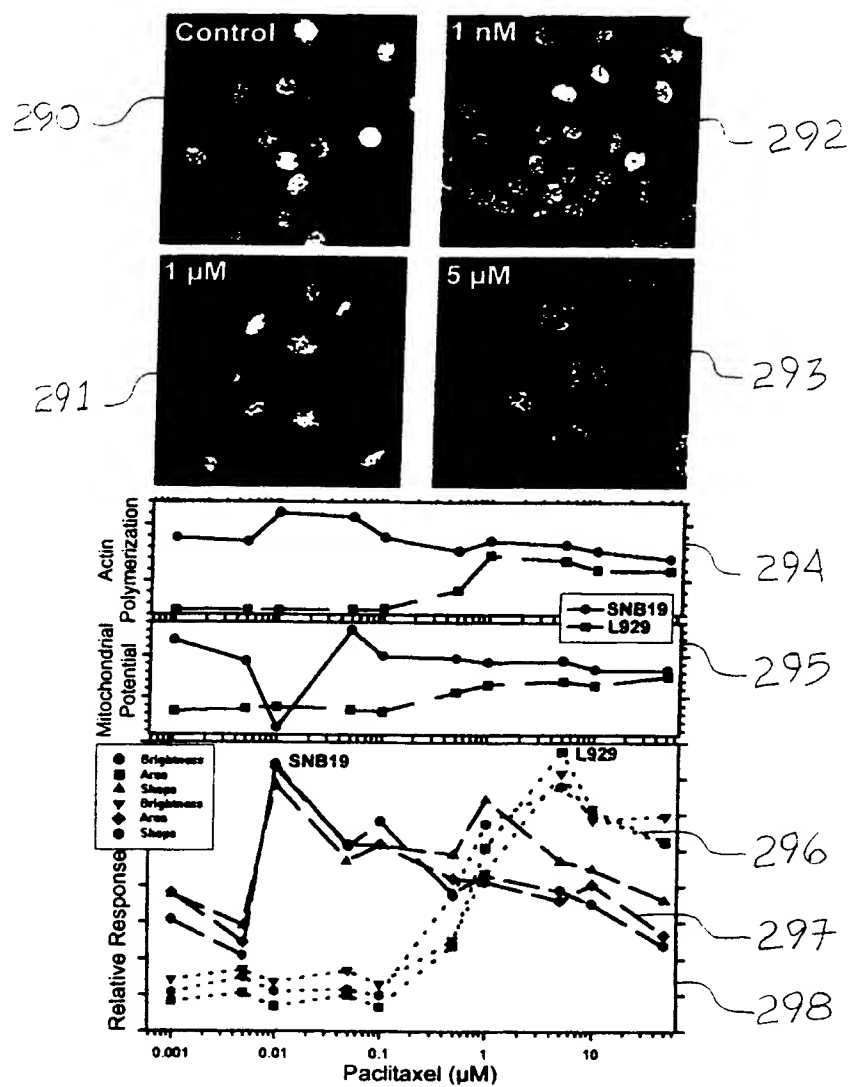 Control
1 nM
290
292
1 µM
5 µM
291
293
Actin
Polymerization
294
SNB19
L929
Mitochondrial
Potential
295
Brightness
Area
Shape
Brightness
Area
Shape
SNB19
L929
296
Relative Response
297
298
0.001
0.01
0.1
1
10
Paclitaxel (µM)